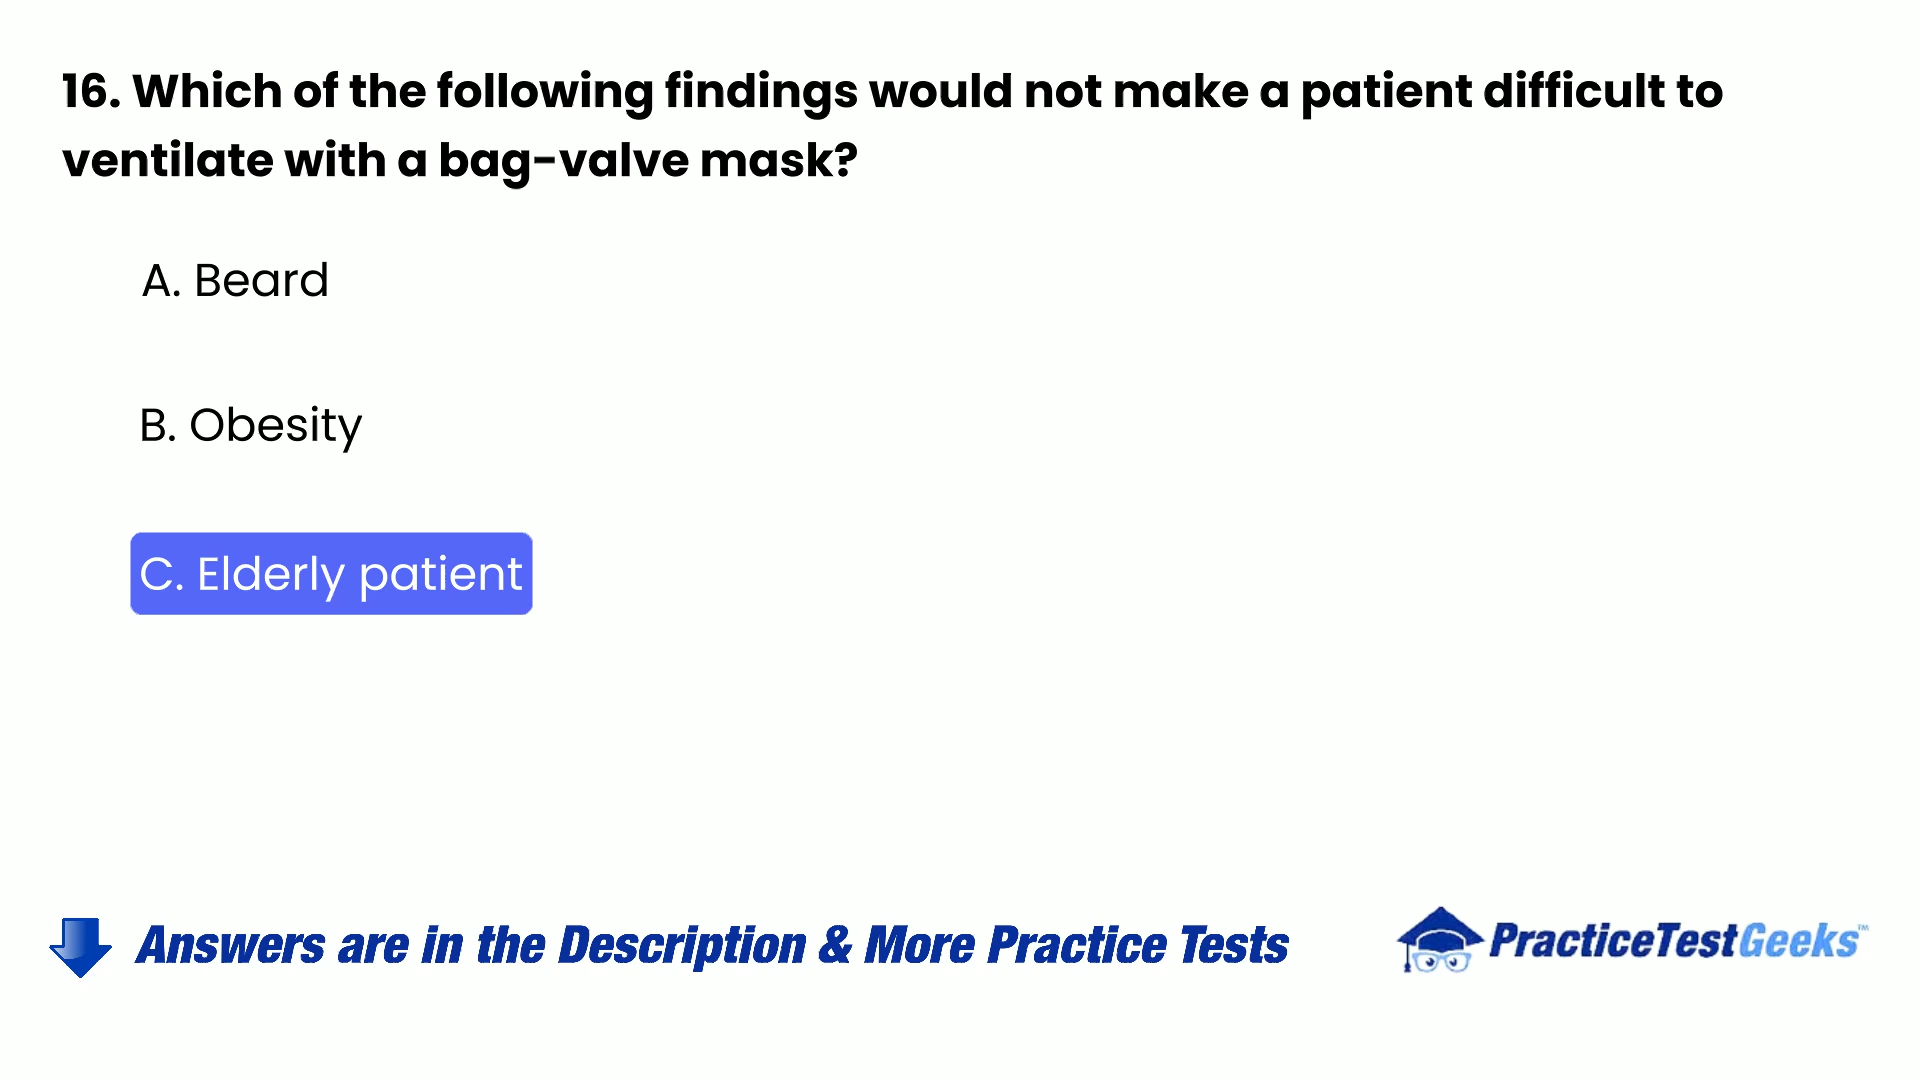 16. Which of the following findings would not make a patient difficult to
ventilate with a bag-valve mask?
A. Beard
B. Obesity
C. Elderly patient
Answers are in the Description & More Practice Tests
PracticeTestGeeks™